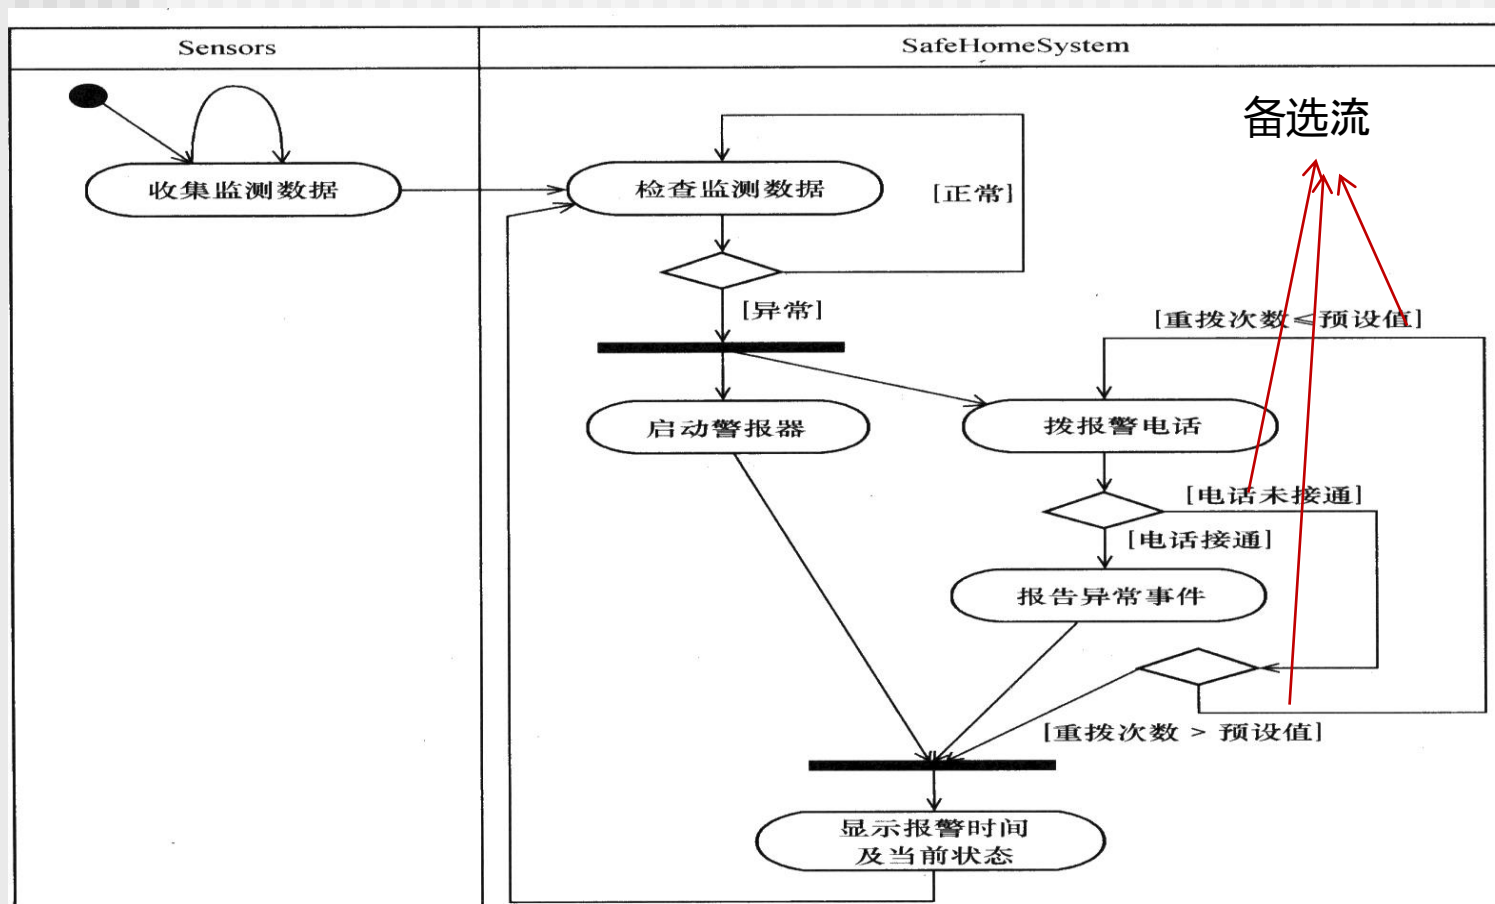 Sensors
SafeHomeSystem
备选流
收集监测数据
检查监测数据
[正常]
[异常]
[重拨次数≤预设值]
启动警报器
拨报警电话
[电话未接通]
[电话接通]
报告异常事件
[重拨次数 > 预设值]
显示报警时间
及当前状态